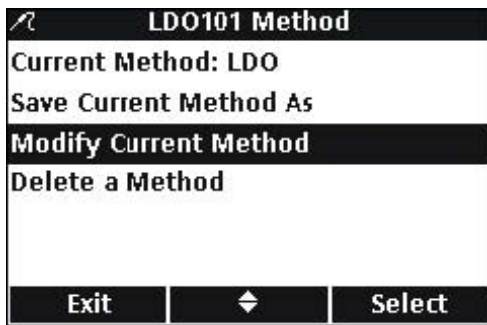 LDO101 Method
Current Method: LDO
Save Current Method As
Modify Current Method
Delete a Method
Exit Select